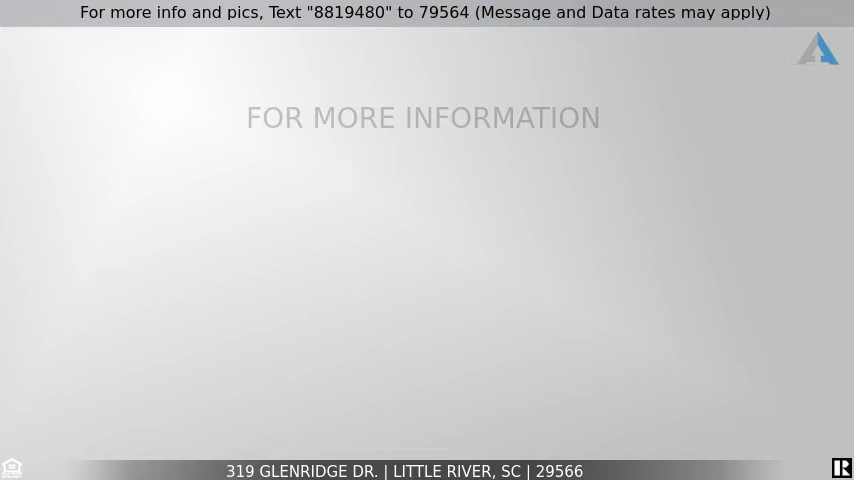 For more info and pics, Text "8819480" to 79564 (Message and Data rates may apply)
FOR MORE INFORMATION
319 GLENRIDGE DR. | LITTLE RIVER, SC | 29566